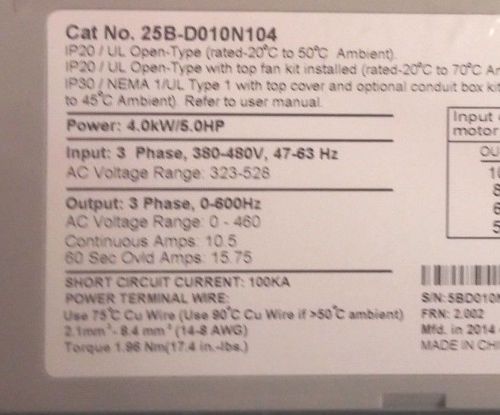 Cat No. 25B-D010N104
IP20 / UL Open-Type (rated-20°C to 50°C Ambient).
IP20 / UL Open-Type with top fan kit installed (rated-20°C to 70°C
IP30 / NEMA 1/UL Type 1 with top cover and optional conduit box kit
to 45°C Ambient). Refer to user manual.
Power: 4.0kW/5.0HP
Input: 3 Phase, 380-480V, 47-63 Hz
AC Voltage Range: 323-528
Output: 3 Phase, 0-600Hz
AC Voltage Range: 0 - 460
Continuous Amps: 10.5
60 Sec Ovld Amps: 15.75
SHORT CIRCUIT CURRENT: 100KA
POWER TERMINAL WIRE:
Use 75°C Cu Wire (Use 90°C Cu Wire if >50°C ambient)
2.1mm² - 8.4 mm² (14-8 AWG)
Torque 1.96 Nm(17.4 in.-lbs.)
Input
motor
OU
S/N: 5BD010
FRN: 2.002
Mfd. in 2014
MADE IN CHI